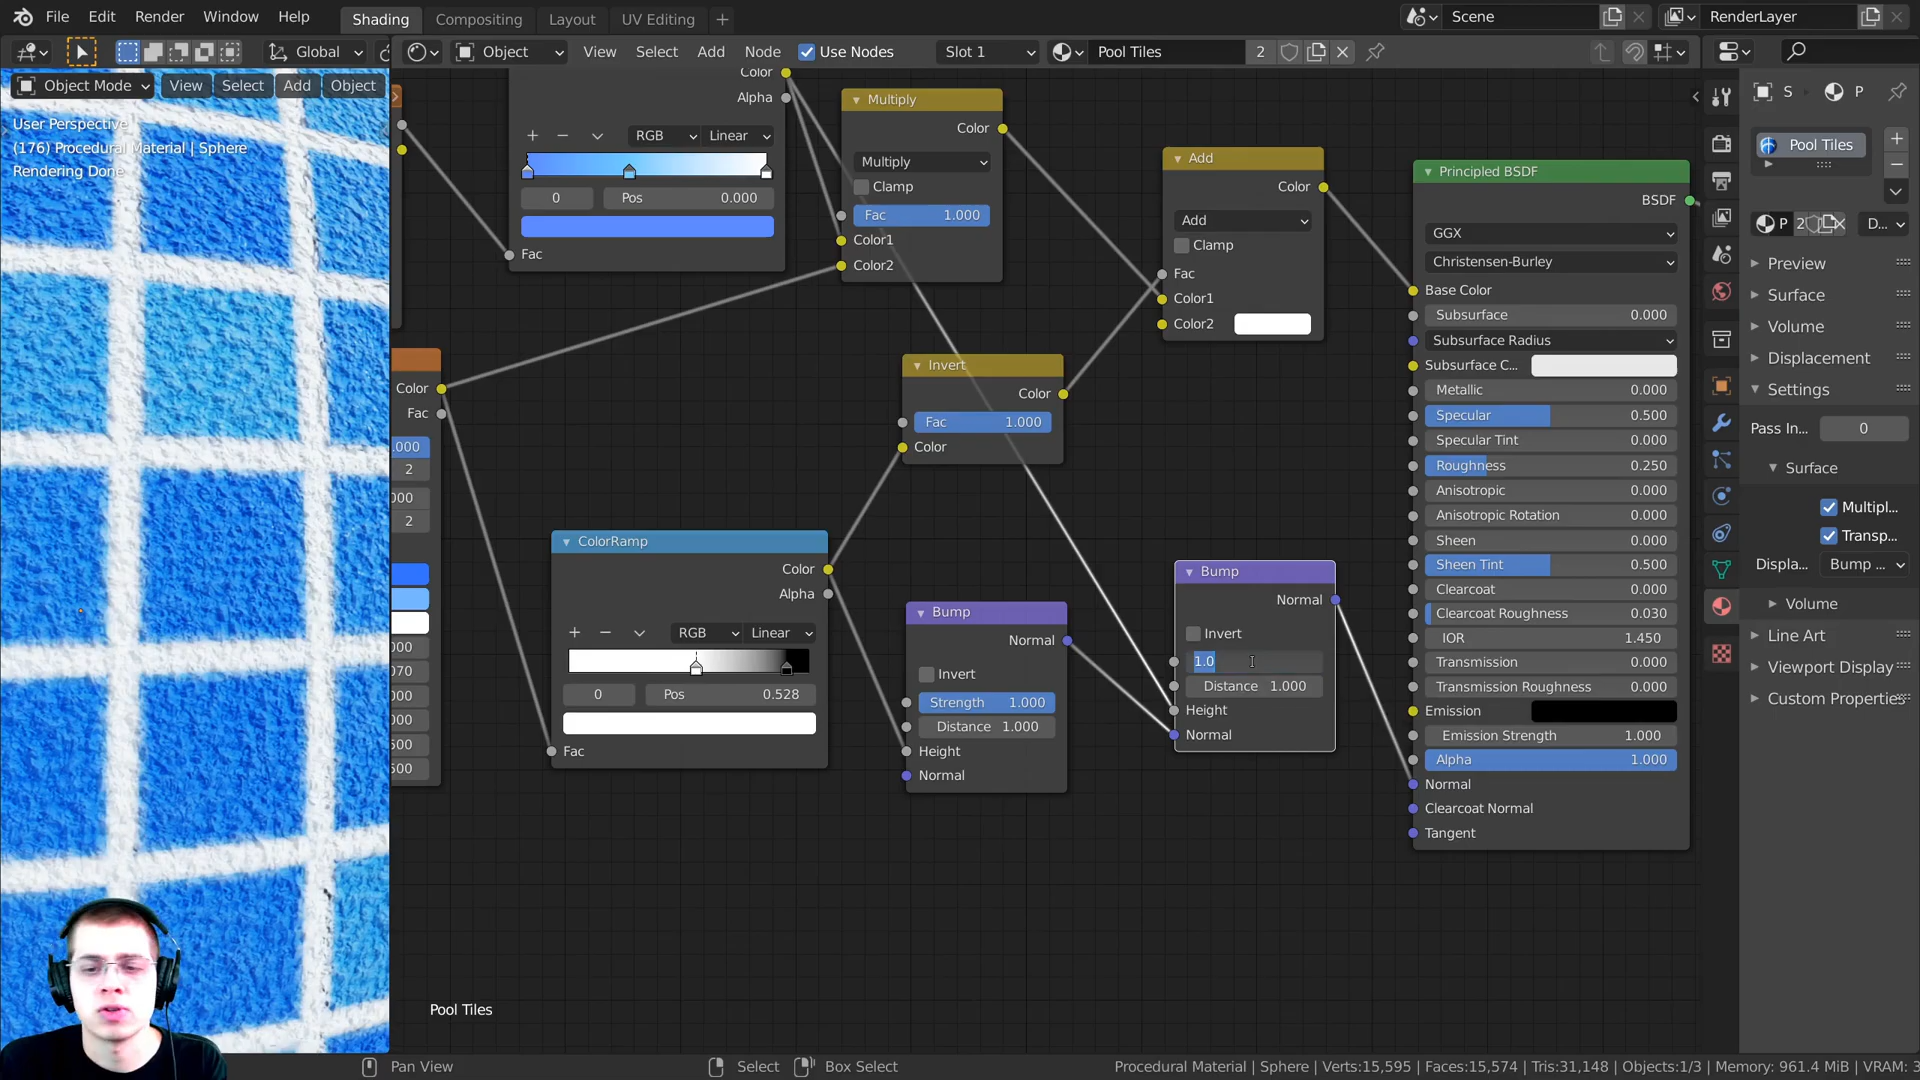 File Edit Render Window Help Shading Compositing Layout UV Editing Scene RenderLayer
Global Object View Select Add Node Use Nodes Slot 1 Pool Tiles 2
Object Mode View Select Add Object
User Perspective
(176) Procedural Material | Sphere
Rendering Done
Color
Alpha
RGB Linear
0 Pos 0.000
Fac
Multiply
Color
Multiply
Clamp
Fac 1.000
Color1
Color2
Add
Color
Add
Clamp
Fac
Color1
Color2
Invert
Color
Fac 1.000
Color
Color
Fac
.000
2
000
2
000
070
000
000
500
500
ColorRamp
Color
Alpha
RGB Linear
0 Pos 0.528
Fac
Bump
Normal
Invert
Strength 1.000
Distance 1.000
Height
Normal
Bump
Normal
Invert
1.0
Distance 1.000
Height
Normal
Principled BSDF
BSDF
GGX
Christensen-Burley
Base Color
Subsurface 0.000
Subsurface Radius
Subsurface C...
Metallic 0.000
Specular 0.500
Specular Tint 0.000
Roughness 0.250
Anisotropic 0.000
Anisotropic Rotation 0.000
Sheen 0.000
Sheen Tint 0.500
Clearcoat 0.000
Clearcoat Roughness 0.030
IOR 1.450
Transmission 0.000
Transmission Roughness 0.000
Emission
Emission Strength 1.000
Alpha 1.000
Normal
Clearcoat Normal
Tangent
S P
Pool Tiles
P 2 D...
Preview
Surface
Volume
Displacement
Settings
Pass In... 0
Surface
Multipl...
Transp...
Displa... Bump ...
Volume
Line Art
Viewport Display
Custom Properties
Pool Tiles
Pan View Select Box Select Procedural Material | Sphere | Verts:15,595 | Faces:15,574 | Tris:31,148 | Objects:1/3 | Memory: 961.4 MiB | VRAM: 3